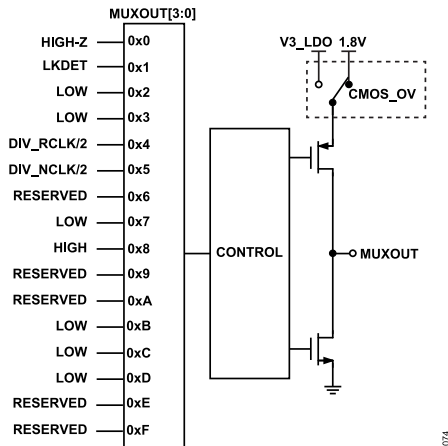 MUXOUT[3:0]
HIGH-Z 0x0
LKDET 0x1
LOW 0x2
LOW 0x3
DIV_RCLK/2 0x4
DIV_NCLK/2 0x5
RESERVED 0x6
LOW 0x7
HIGH 0x8
RESERVED 0x9
RESERVED 0xA
LOW 0xB
LOW 0xC
LOW 0xD
RESERVED 0xE
RESERVED 0xF
CONTROL
V3_LDO 1.8V
CMOS_OV
MUXOUT
074